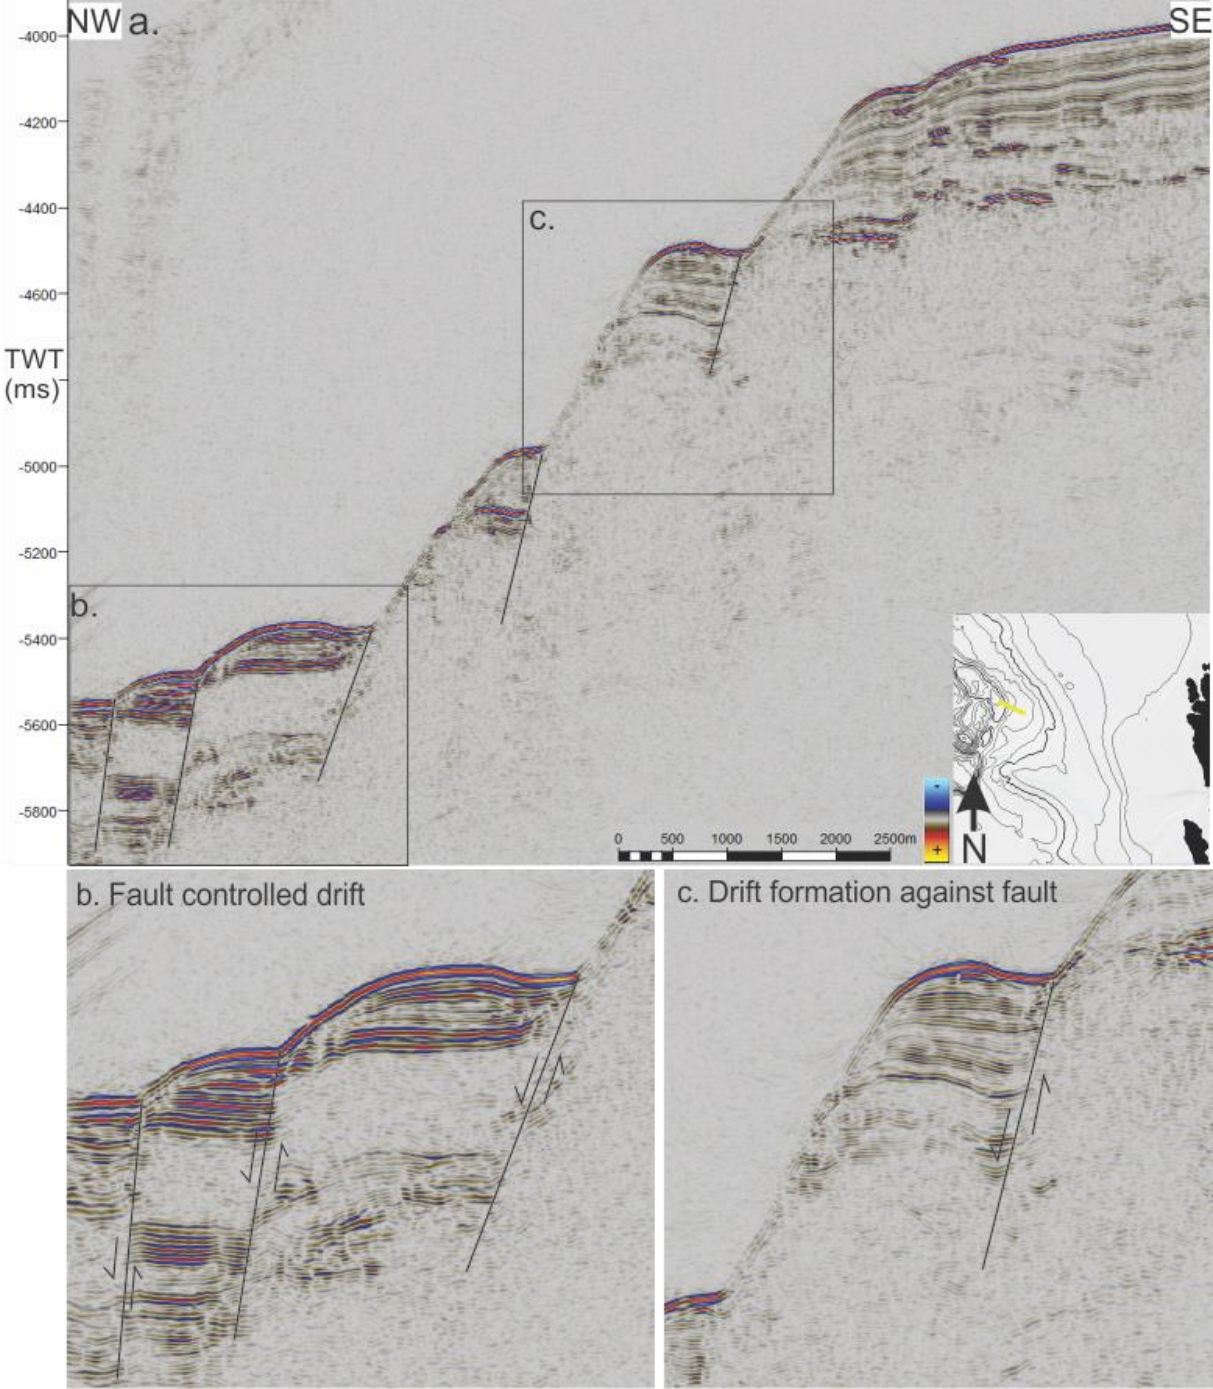 NW a. SE
-4000
-4200
-4400
c.
-4600
TWT
(ms)
-5000
-5200
b.
-5400
-5600
-5800
0 500 1000 1500 2000 2500m
-
+
N
b. Fault controlled drift
c. Drift formation against fault